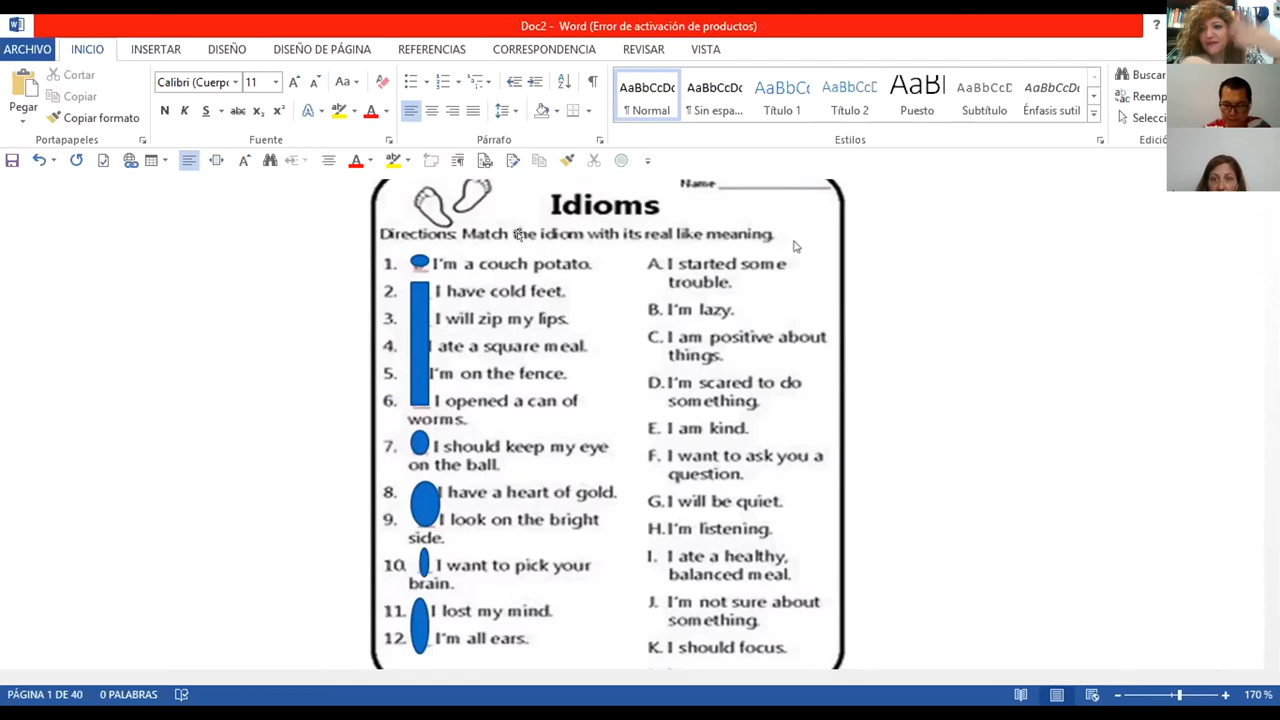 Doc2 - Word (Error de activación de productos)
?
ARCHIVO INICIO INSERTAR DISEÑO DISEÑO DE PÁGINA REFERENCIAS CORRESPONDENCIA REVISAR VISTA
Pegar
Cortar
Copiar
Copiar formato
Portapapeles
Calibri (Cuerpo 11
Fuente
Párrafo
AaBbCcDc AaBbCcDc AaBbCc AaBbCc AaBl AaBbCcD AaBbCcDc
¶ Normal ¶ Sin espa... Título 1 Título 2 Puesto Subtítulo Énfasis sutil
Estilos
Buscar
Reemp
Selecci
Edició
Name
Idioms
Directions: Match the idiom with its real like meaning.
1. I'm a couch potato.
2. I have cold feet.
3. I will zip my lips.
4. I ate a square meal.
5. I'm on the fence.
6. I opened a can of
worms.
7. I should keep my eye
on the ball.
8. I have a heart of gold.
9. I look on the bright
side.
10. I want to pick your
brain.
11. I lost my mind.
12. I'm all ears.
A. I started some
trouble.
B. I'm lazy.
C. I am positive about
things.
D. I'm scared to do
something.
E. I am kind.
F. I want to ask you a
question.
G. I will be quiet.
H. I'm listening.
I. I ate a healthy,
balanced meal.
J. I'm not sure about
something.
K. I should focus.
PÁGINA 1 DE 40 0 PALABRAS
170 %